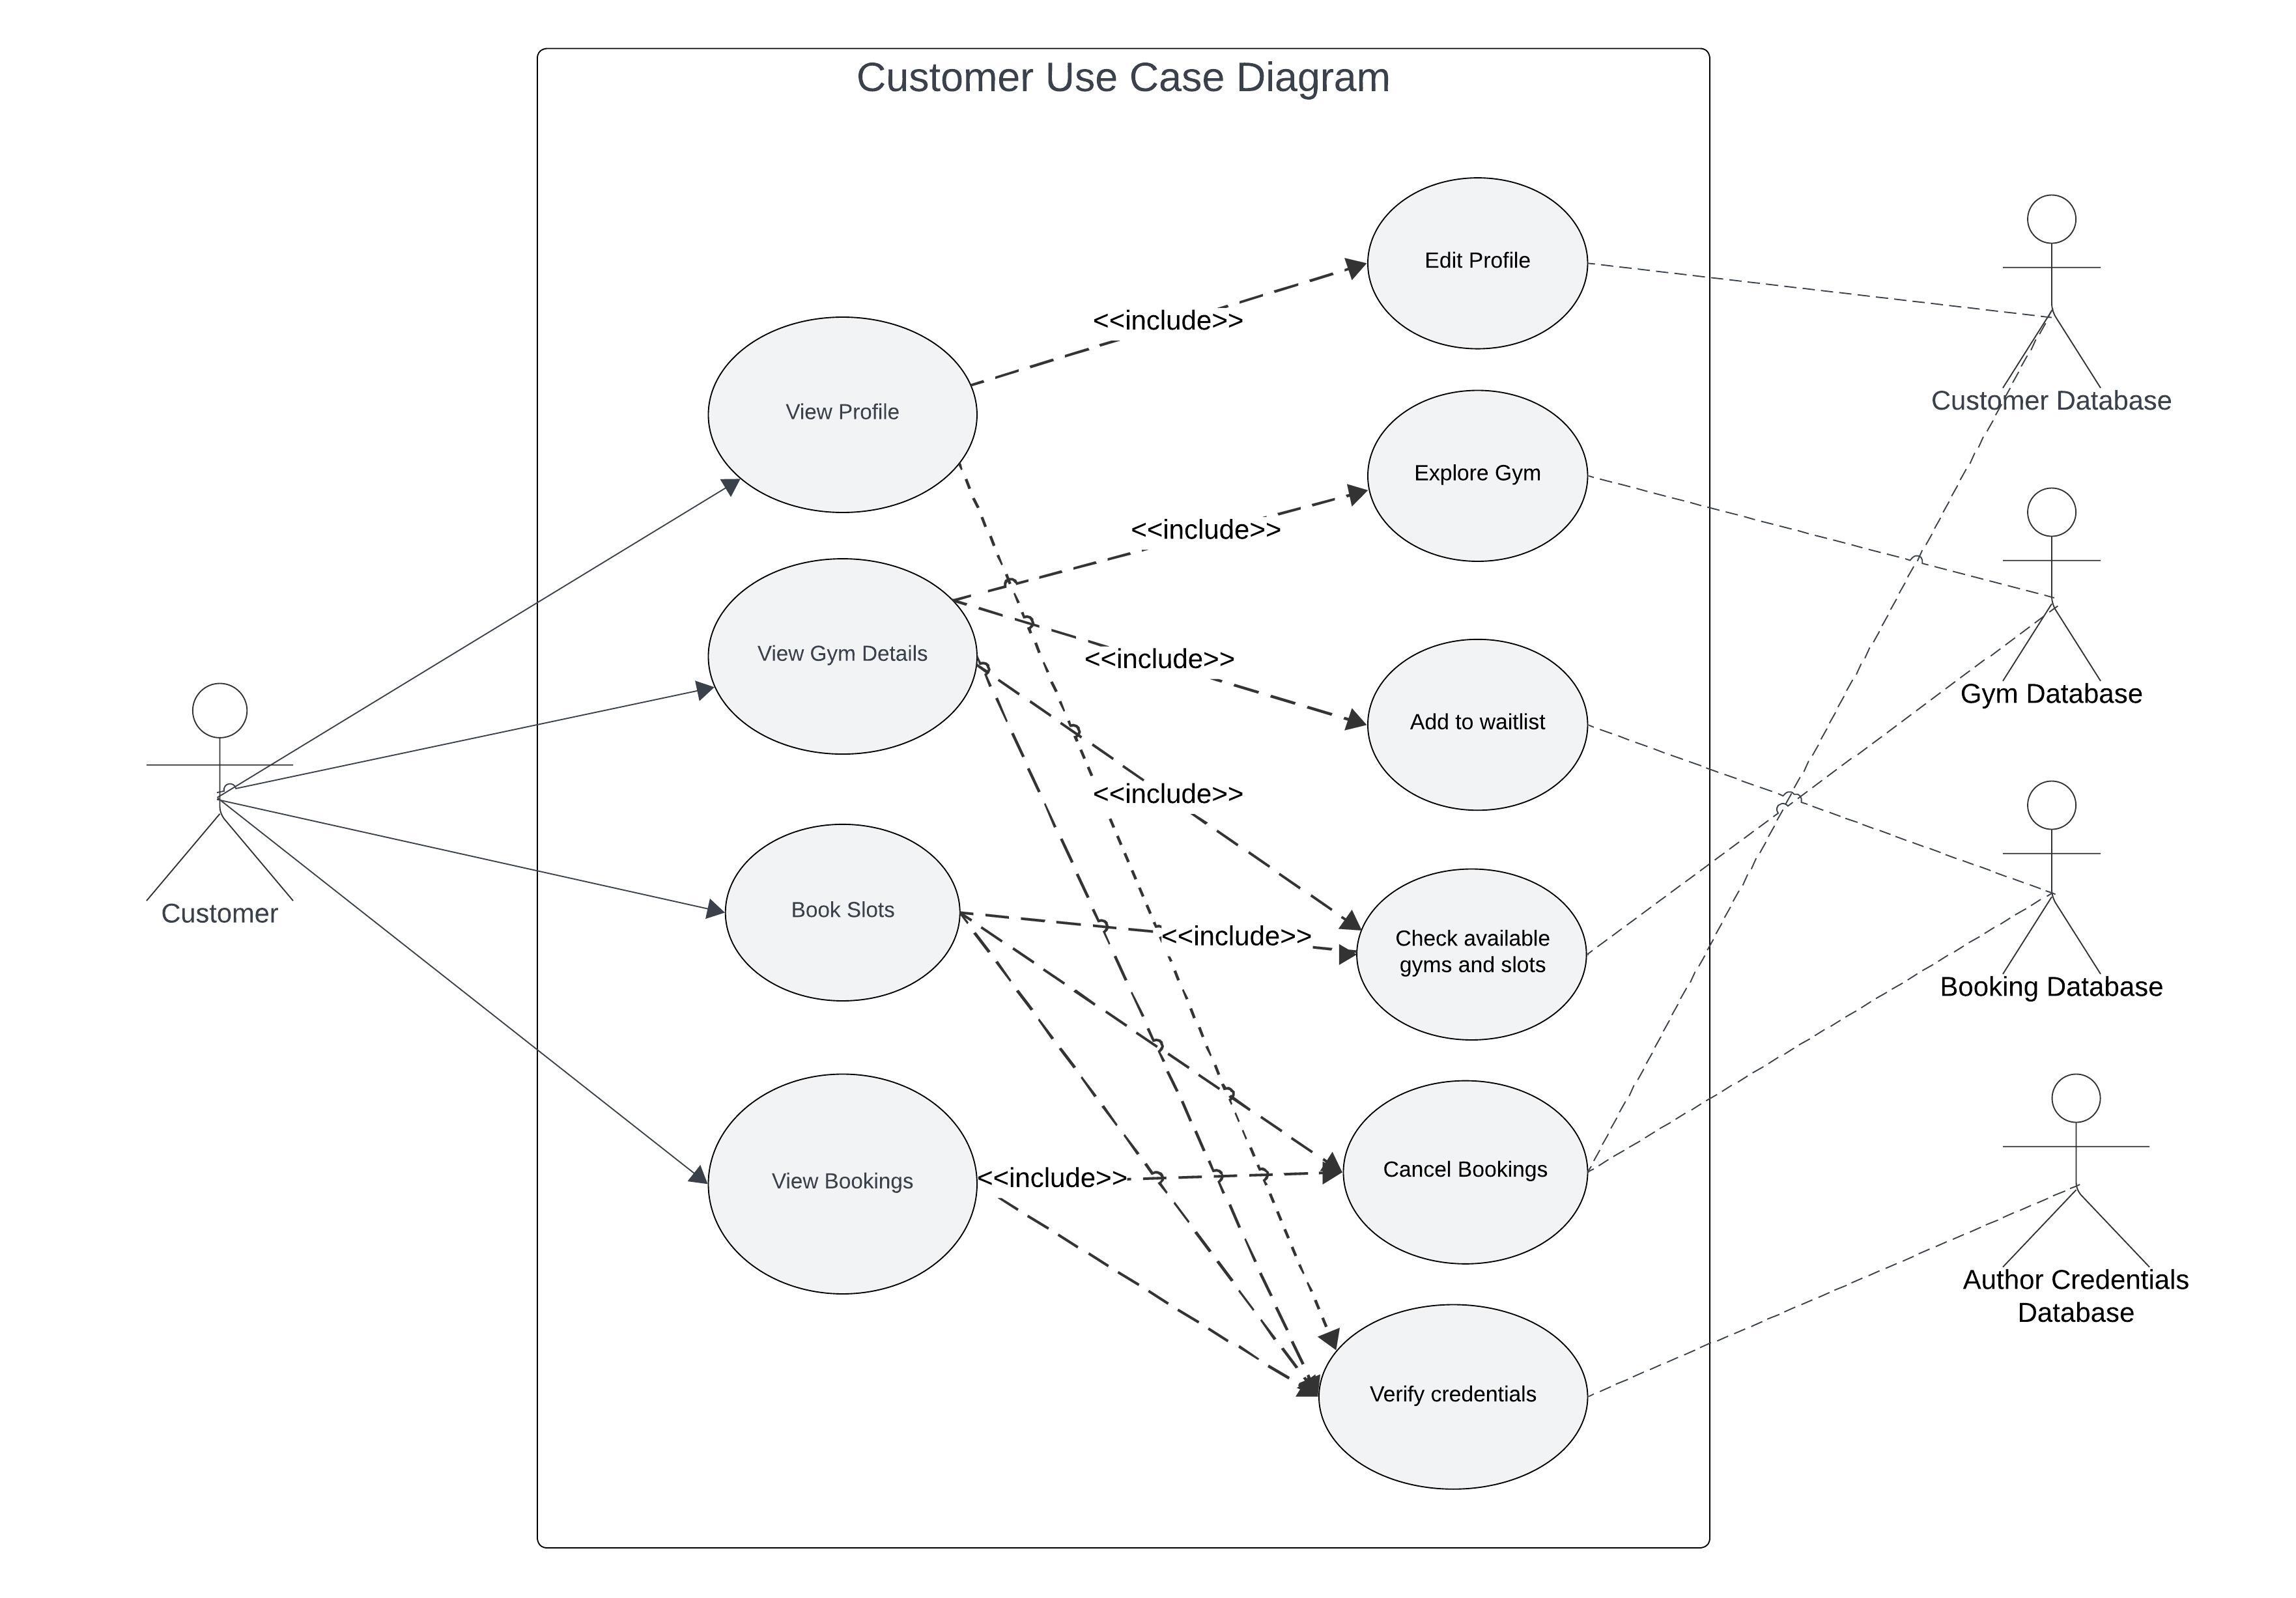 Customer Use Case Diagram
Edit Profile
<<include>>
Customer Database
View Profile
Explore Gym
<<include>>
View Gym Details
<<include>>
Gym Database
Add to waitlist
<<include>>
Customer
Book Slots
<<include>>
Check available
gyms and slots
Booking Database
View Bookings
<<include>>
Cancel Bookings
Author Credentials
Database
Verify credentials